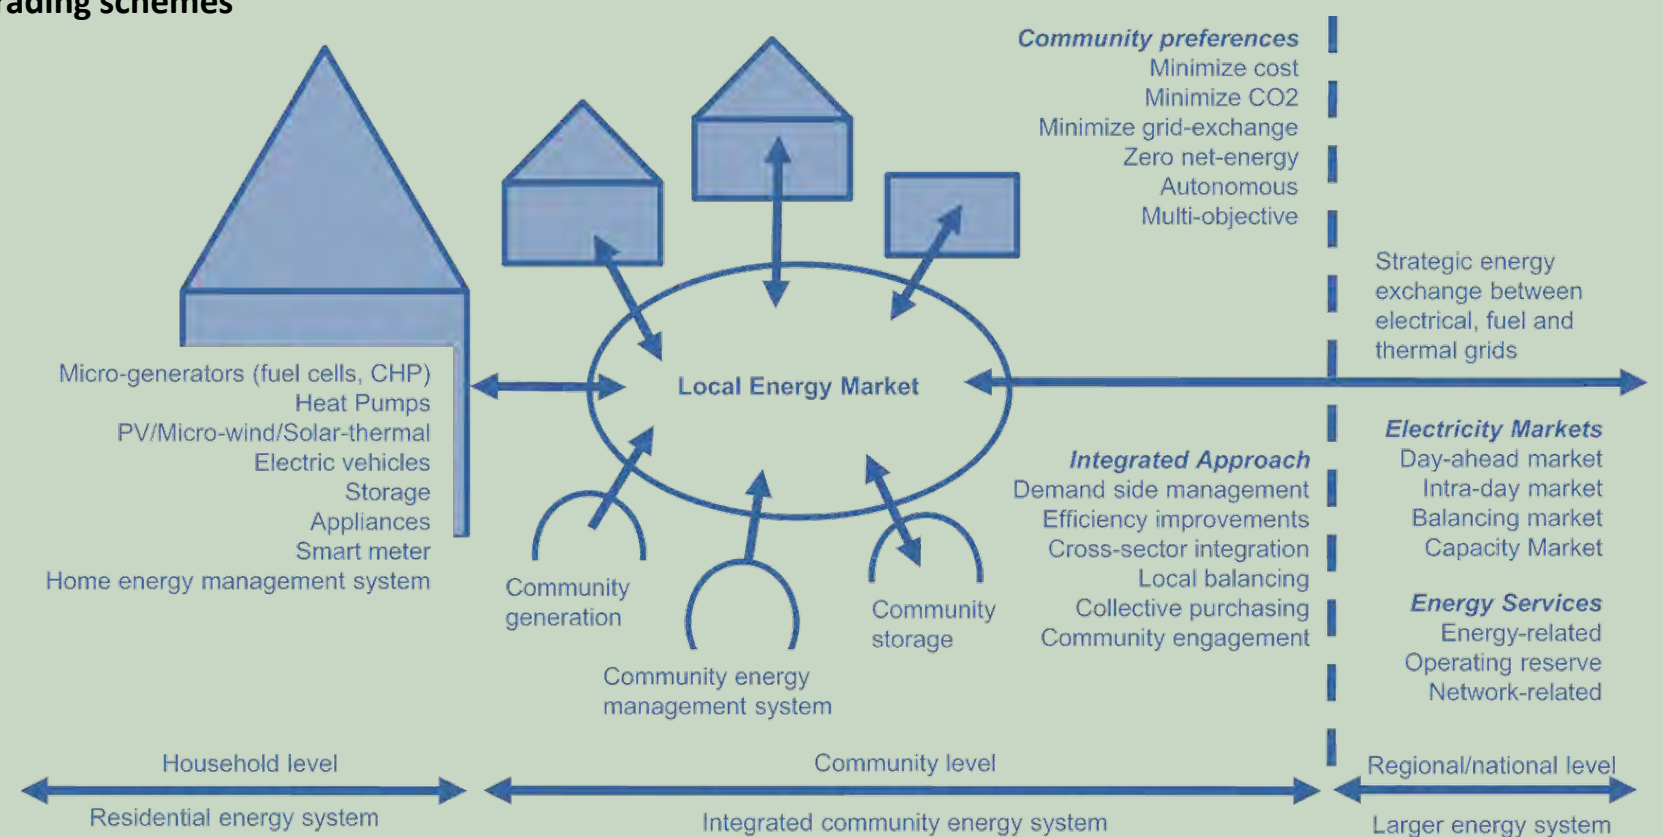 rading schemes
Community preferences
Minimize cost
Minimize CO2
Minimize grid-exchange
Zero net-energy
Autonomous
Multi-objective
Strategic energy
exchange between
electrical, fuel and
thermal grids
Micro-generators (fuel cells, CHP)
Heat Pumps
PV/Micro-wind/Solar-thermal
Electric vehicles
Storage
Appliances
Smart meter
Home energy management system
Local Energy Market
Community
generation
Community energy
management system
Community
storage
Integrated Approach
Demand side management
Efficiency improvements
Cross-sector integration
Local balancing
Collective purchasing
Community engagement
Electricity Markets
Day-ahead market
Intra-day market
Balancing market
Capacity Market
Energy Services
Energy-related
Operating reserve
Network-related
Household level
Residential energy system
Community level
Integrated community energy system
Regional/national level
Larger energy system